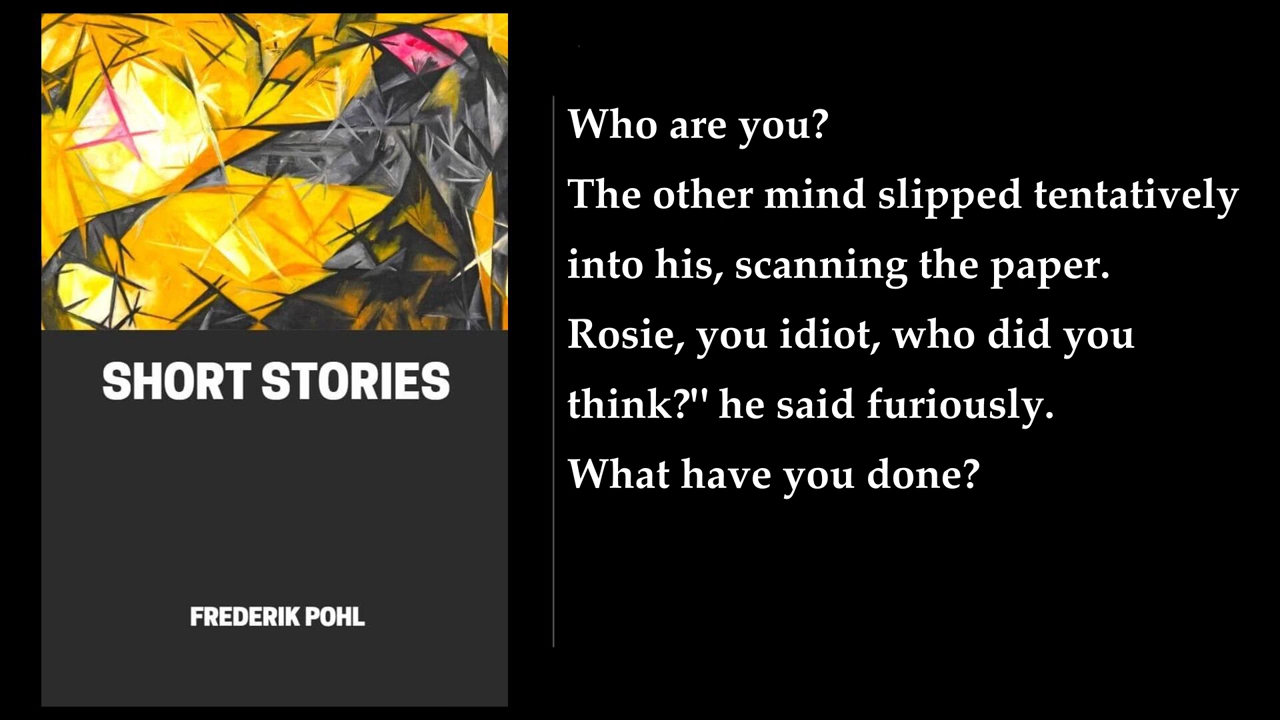 SHORT STORIES
FREDERIK POHL
Who are you?
The other mind slipped tentatively
into his, scanning the paper.
Rosie, you idiot, who did you
think?" he said furiously.
What have you done?